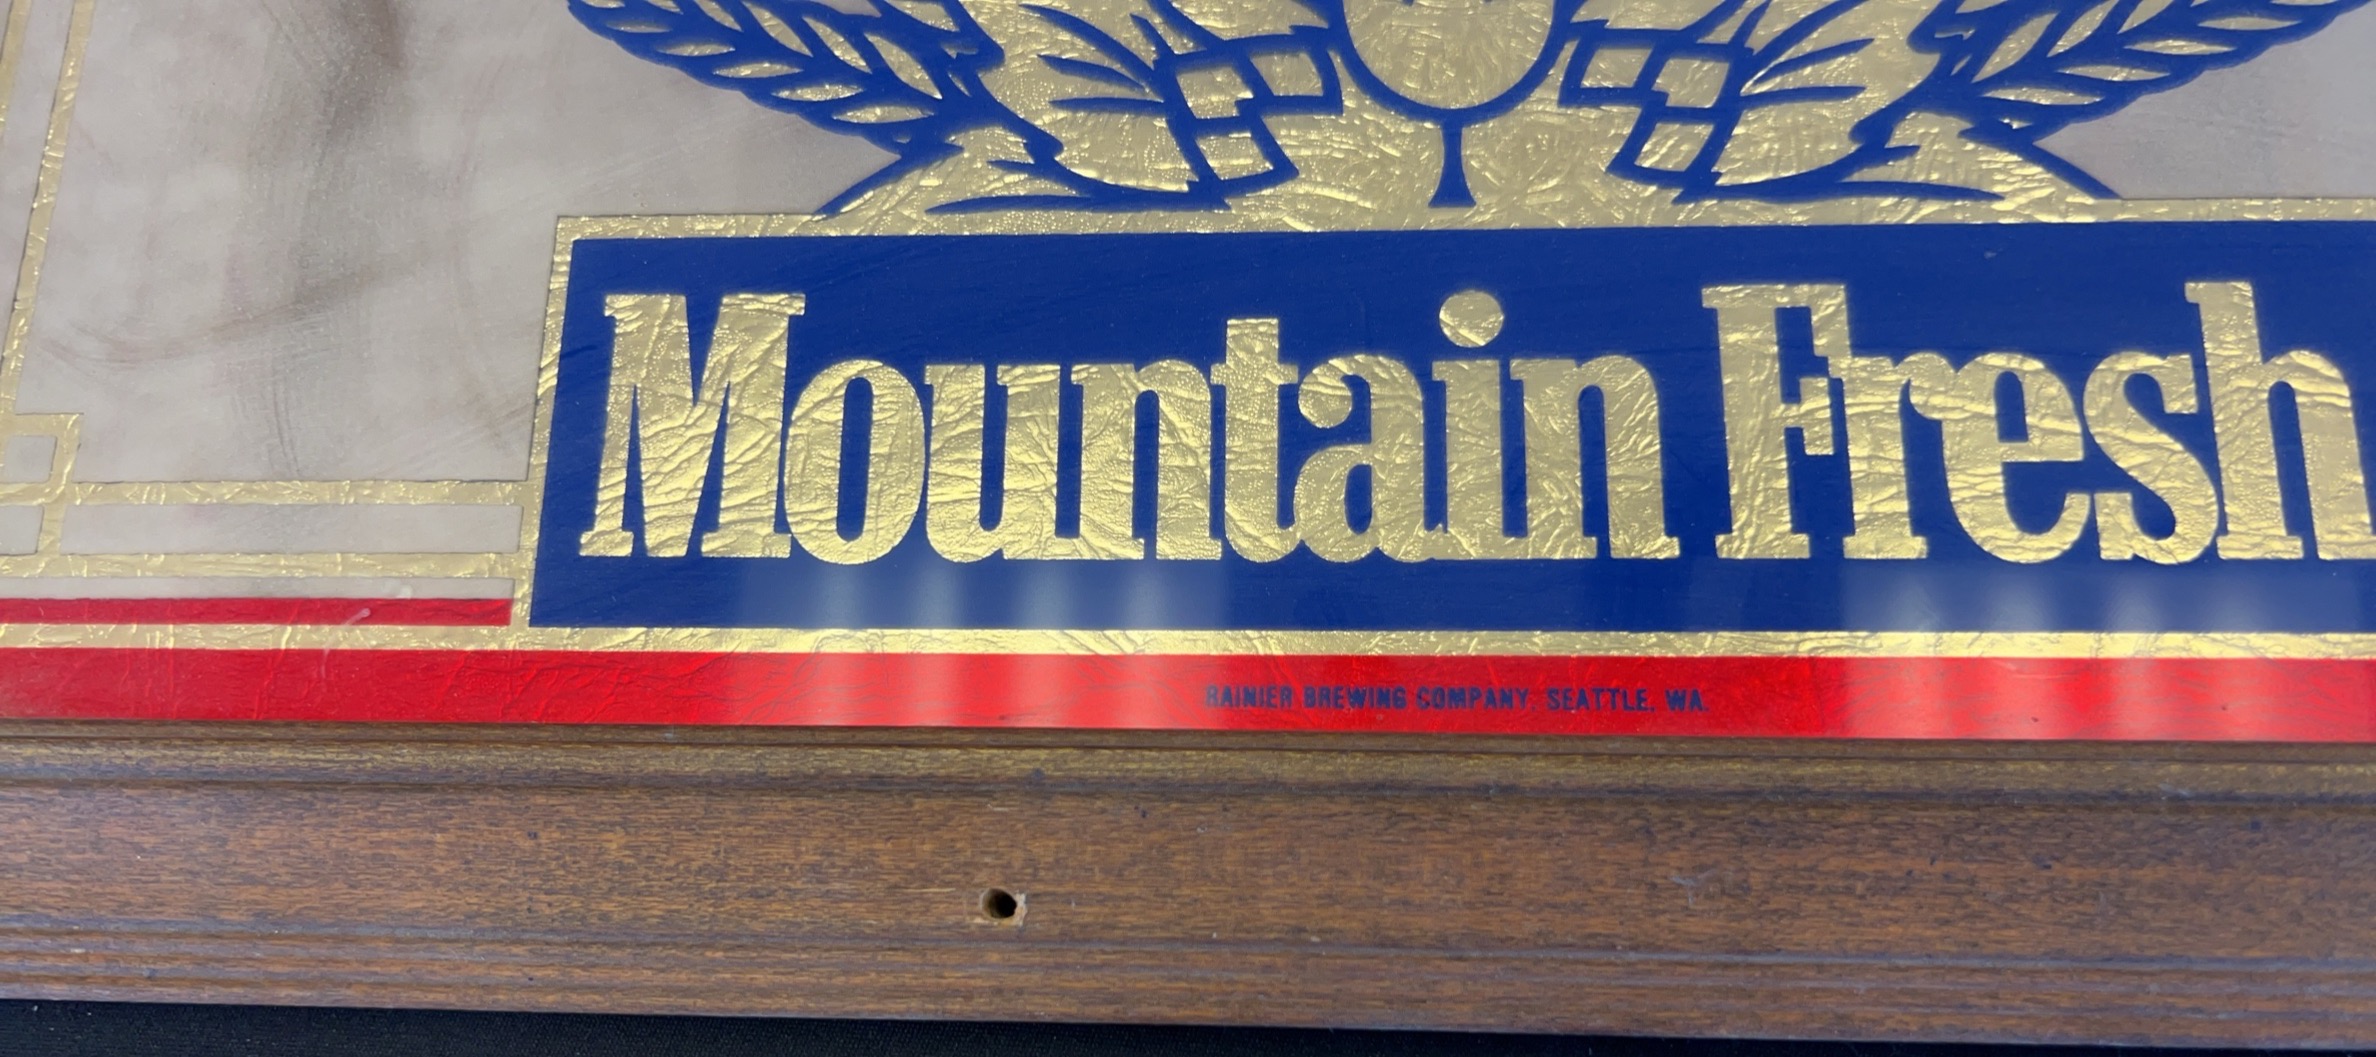 Mountain Fresh
RAINIER BREWING COMPANY, SEATTLE, WA.